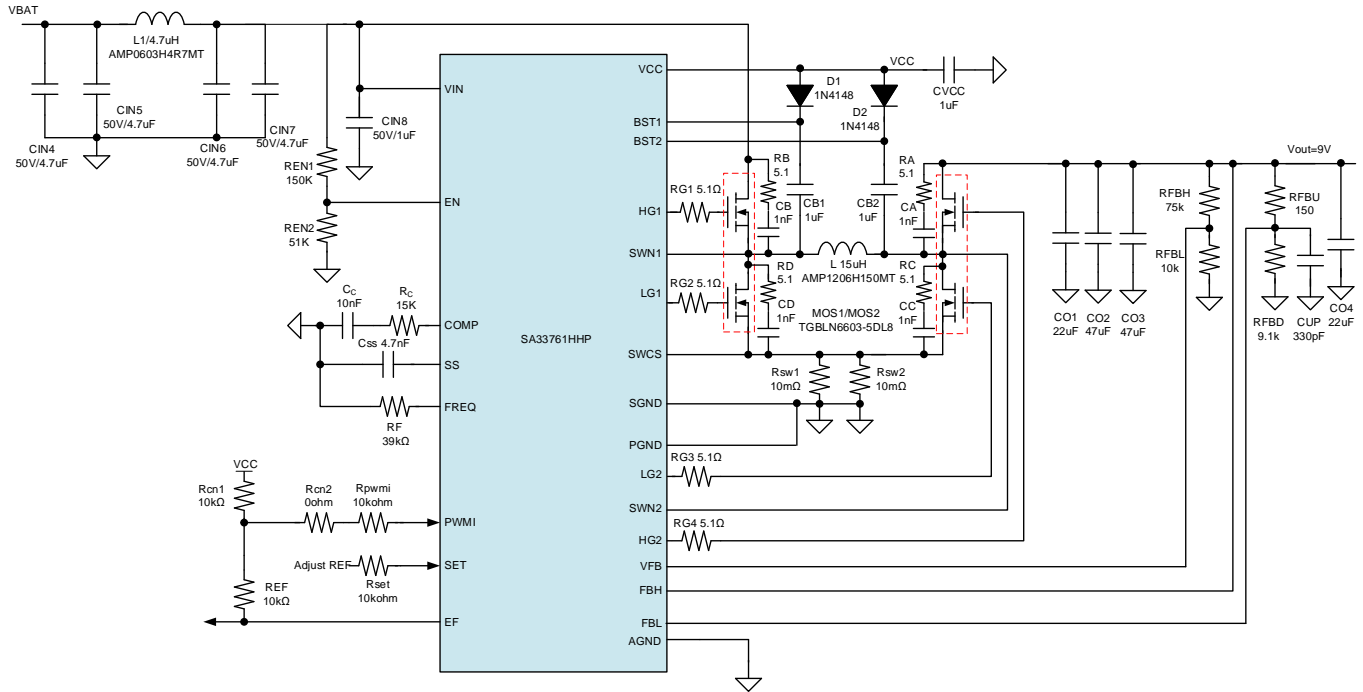 VBAT
L1/4.7uH
AMP0603H4R7MT
CIN4
50V/4.7uF
CIN5
50V/4.7uF
CIN6
50V/4.7uF
CIN7
50V/4.7uF
CIN8
50V/1uF
REN1
150K
REN2
51K
CC
10nF
RC
15K
Css 4.7nF
RF
39kΩ
VCC
Rcn1
10kΩ
Rcn2
0ohm
Rpwmi
10kohm
Adjust REF
Rset
10kohm
REF
10kΩ
VIN
EN
COMP
SS
FREQ
PWMI
SET
EF
SA33761HHP
VCC
BST1
BST2
HG1
SWN1
LG1
SWCS
SGND
PGND
LG2
SWN2
HG2
VFB
FBH
FBL
AGND
VCC
CVCC
1uF
D1
1N4148
D2
1N4148
RG1 5.1Ω
RB
5.1
CB
1nF
CB1
1uF
CB2
1uF
RA
5.1
CA
1nF
L 15uH
AMP1206H150MT
RG2 5.1Ω
RD
5.1
CD
1nF
RC
5.1
CC
1nF
MOS1/MOS2
TGBLN6603-5DL8
Rsw1
10mΩ
Rsw2
10mΩ
RG3 5.1Ω
RG4 5.1Ω
Vout=9V
CO1
22uF
CO2
47uF
CO3
47uF
RFBH
75k
RFBL
10k
RFBU
150
RFBD
9.1k
CUP
330pF
CO4
22uF